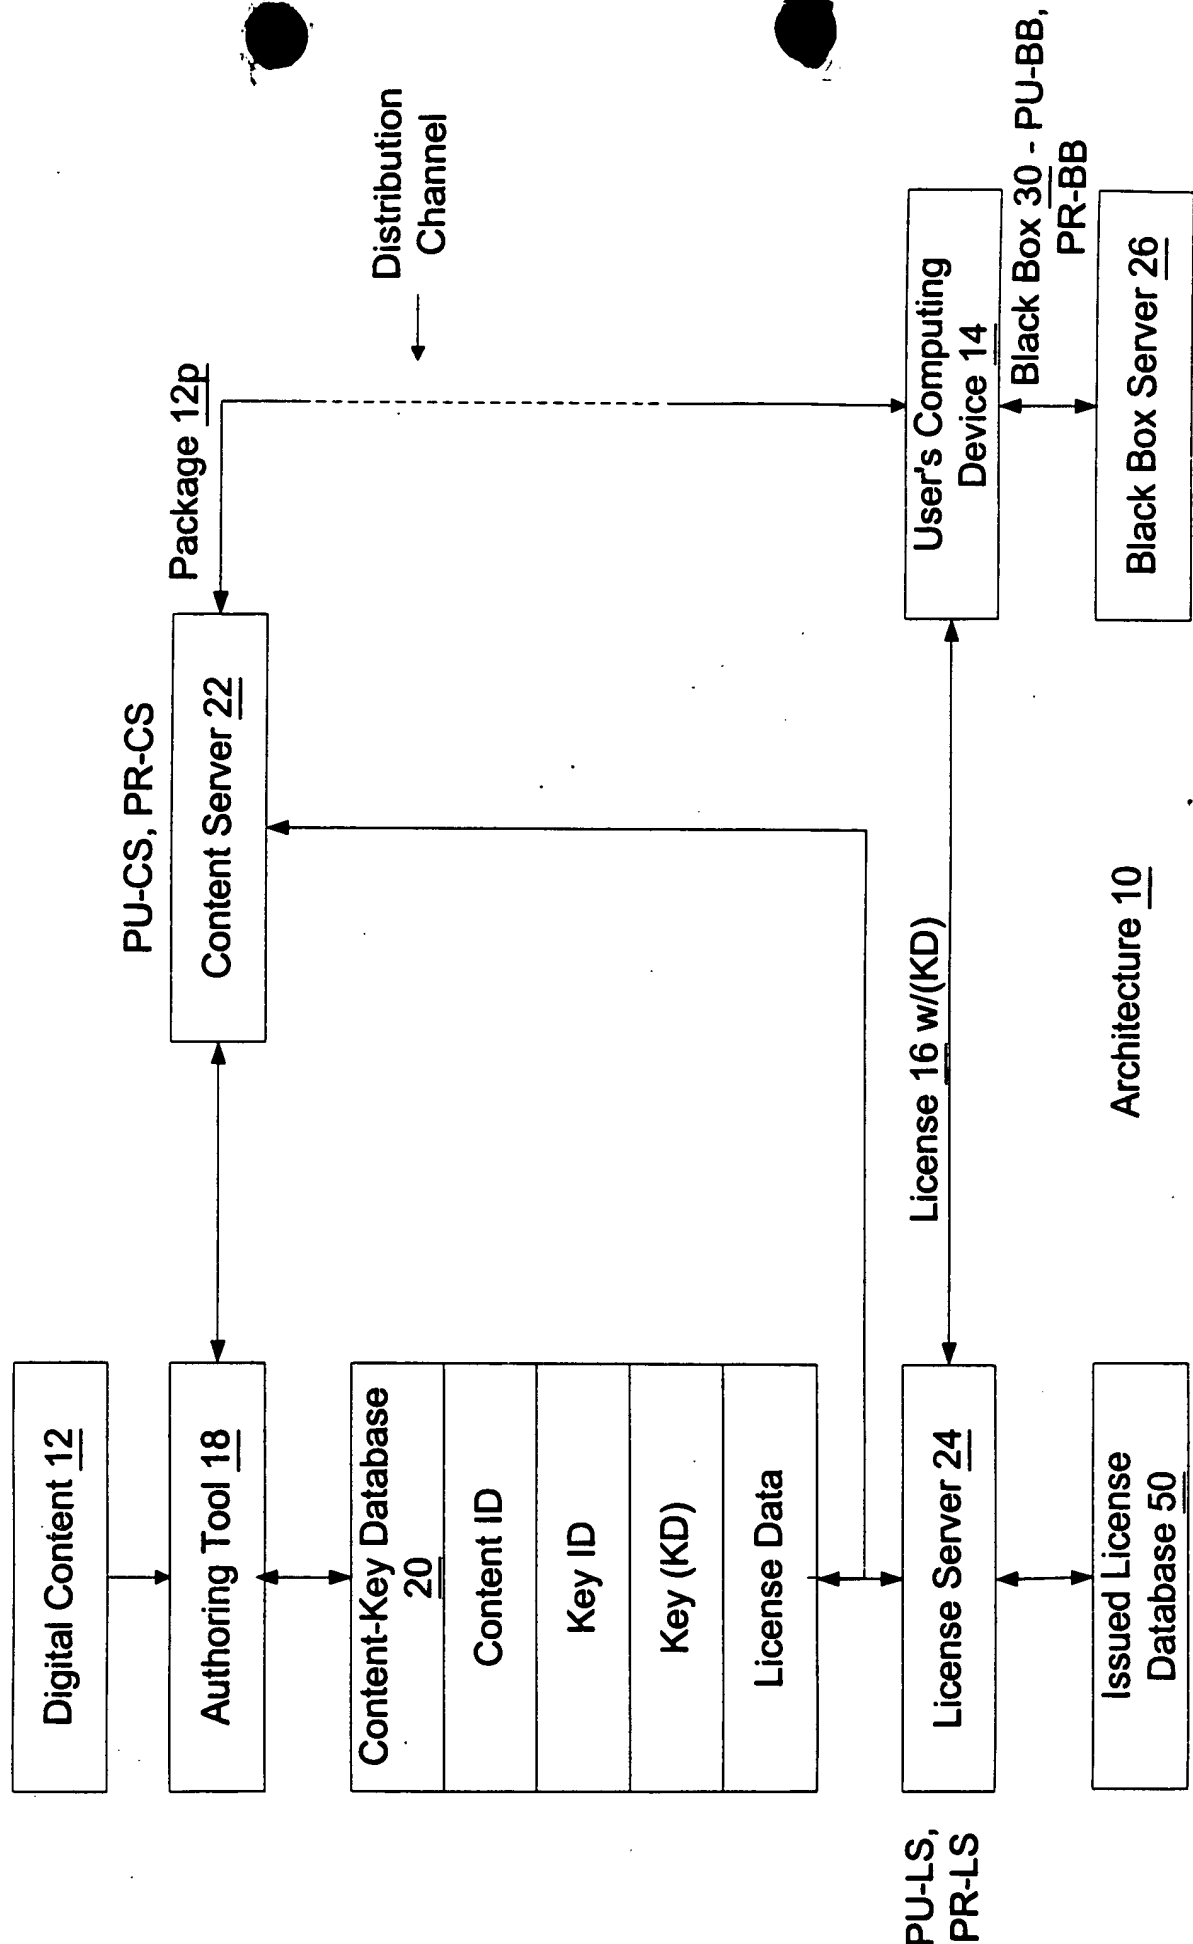 Digital Content 12
Authoring Tool 18
Content-Key Database
20
Content ID
Key ID
Key (KD)
License Data
PU-LS,
PR-LS
License Server 24
Issued License
Database 50
PU-CS, PR-CS
Content Server 22
Package 12p
Distribution
Channel
License 16 w/(KD)
User's Computing
Device 14
Black Box 30 - PU-BB,
PR-BB
Black Box Server 26
Architecture 10